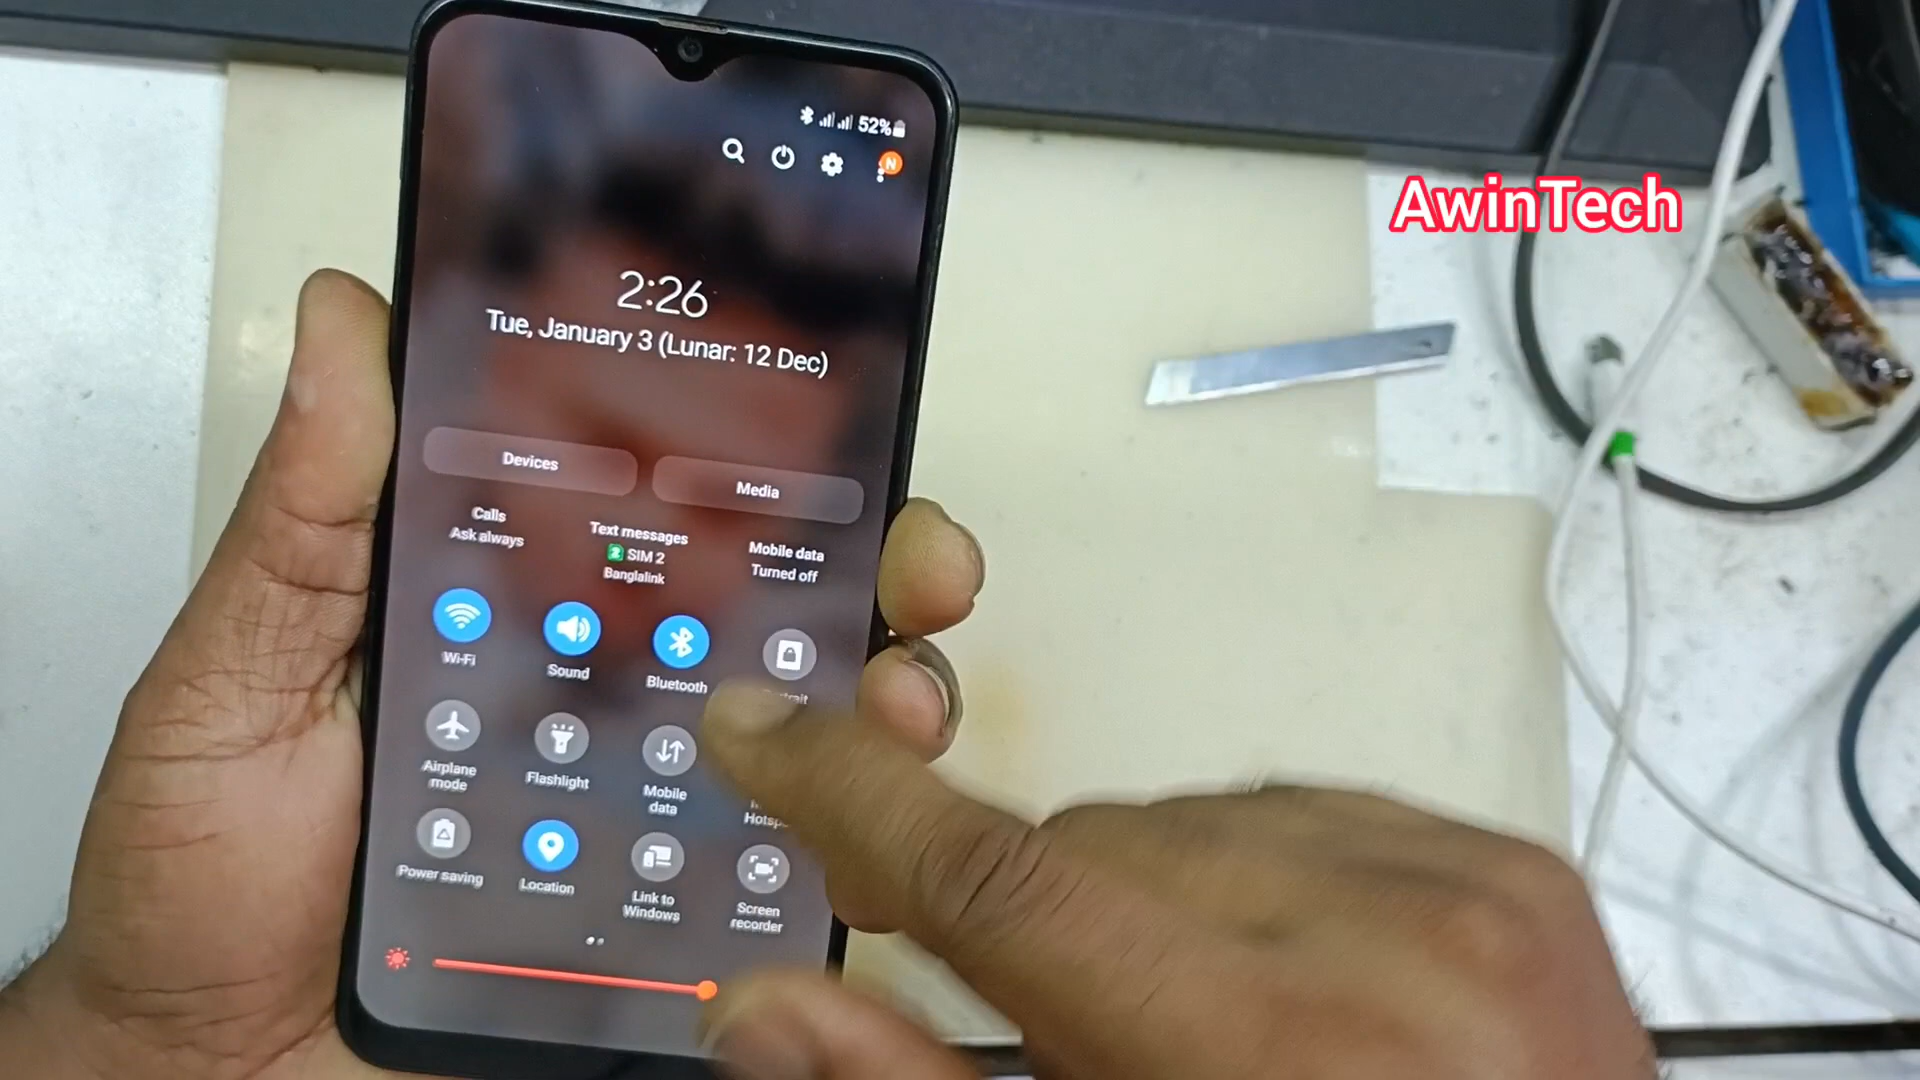 52%
N
AwinTech
2:26
Tue, January 3 (Lunar: 12 Dec)
Devices
Media
Calls
Ask always
Text messages
2 SIM 2
Banglalink
Mobile data
Turned off
Wi-Fi
Sound
Bluetooth
Airplane
mode
Flashlight
Mobile
data
Power saving
Location
Link to
Windows
Screen
recorder